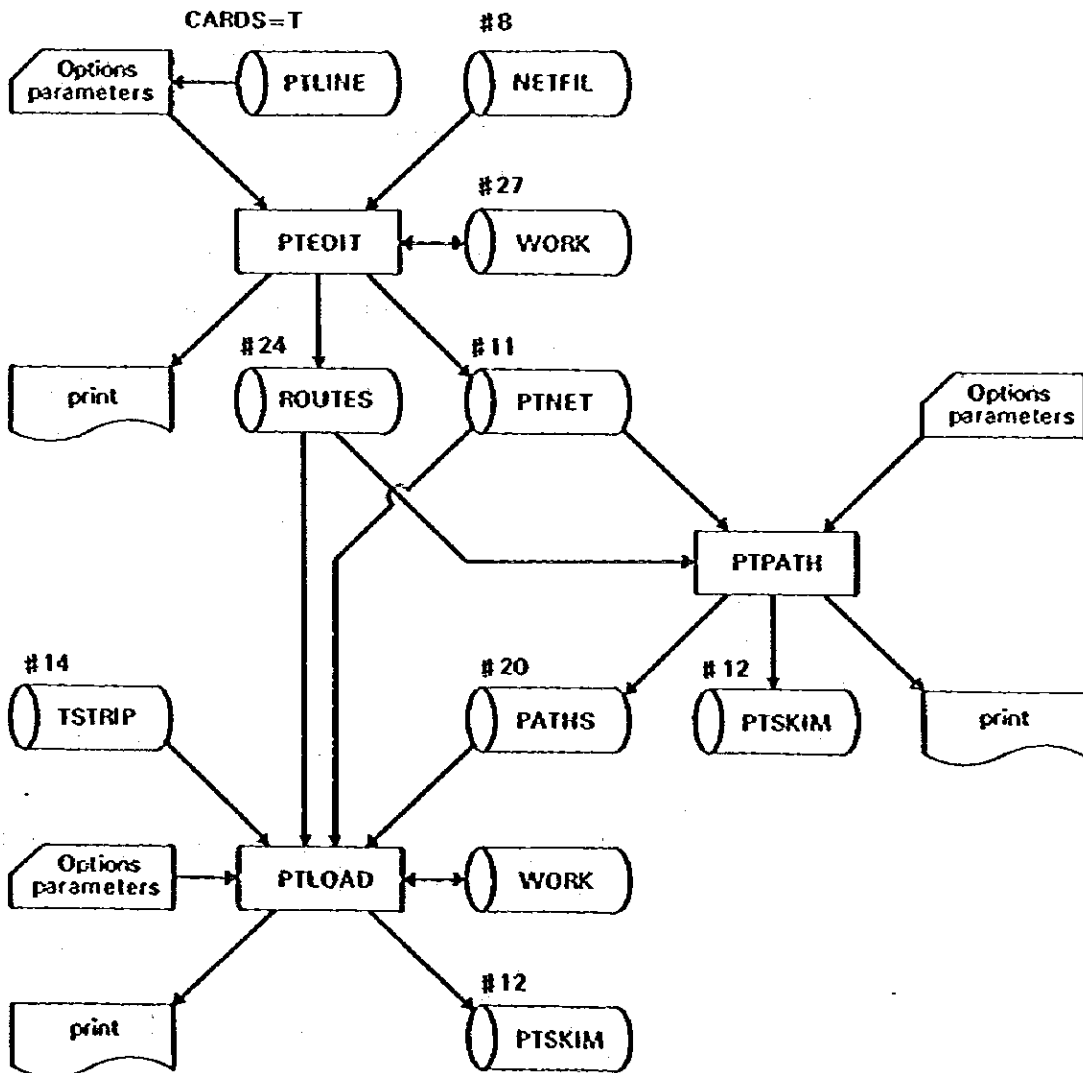 CARDS=T
#8
Options
parameters
PTLINE
NETFIL
#27
PTEDIT
WORK
#24
#11
print
ROUTES
PTNET
Options
parameters
PTPATH
#14
#20
#12
TSTRIP
PATHS
PTSKIM
print
Options
parameters
PTLOAD
WORK
#12
print
PTSKIM